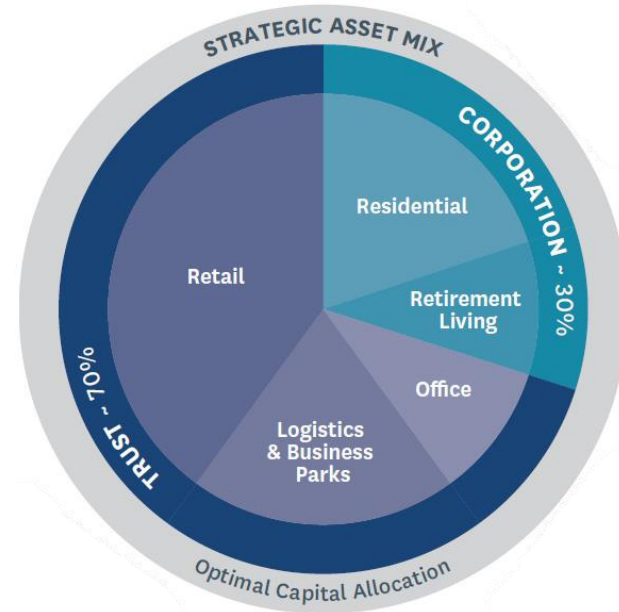 STRATEGIC ASSET MIX
CORPORATION ~ 30%
Residential
Retail
Retirement
Living
Office
Logistics
& Business
Parks
TRUST ~ 70%
Optimal Capital Allocation